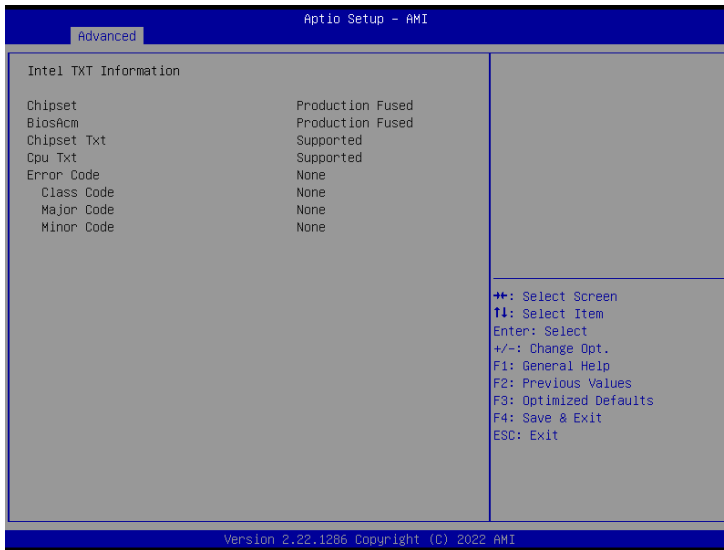 Aptio Setup - AMI
Advanced
Intel TXT Information
Chipset Production Fused
BiosAcm Production Fused
Chipset Txt Supported
Cpu Txt Supported
Error Code None
Class Code None
Major Code None
Minor Code None
→←: Select Screen
↑↓: Select Item
Enter: Select
+/-: Change Opt.
F1: General Help
F2: Previous Values
F3: Optimized Defaults
F4: Save & Exit
ESC: Exit
Version 2.22.1286 Copyright (C) 2022 AMI